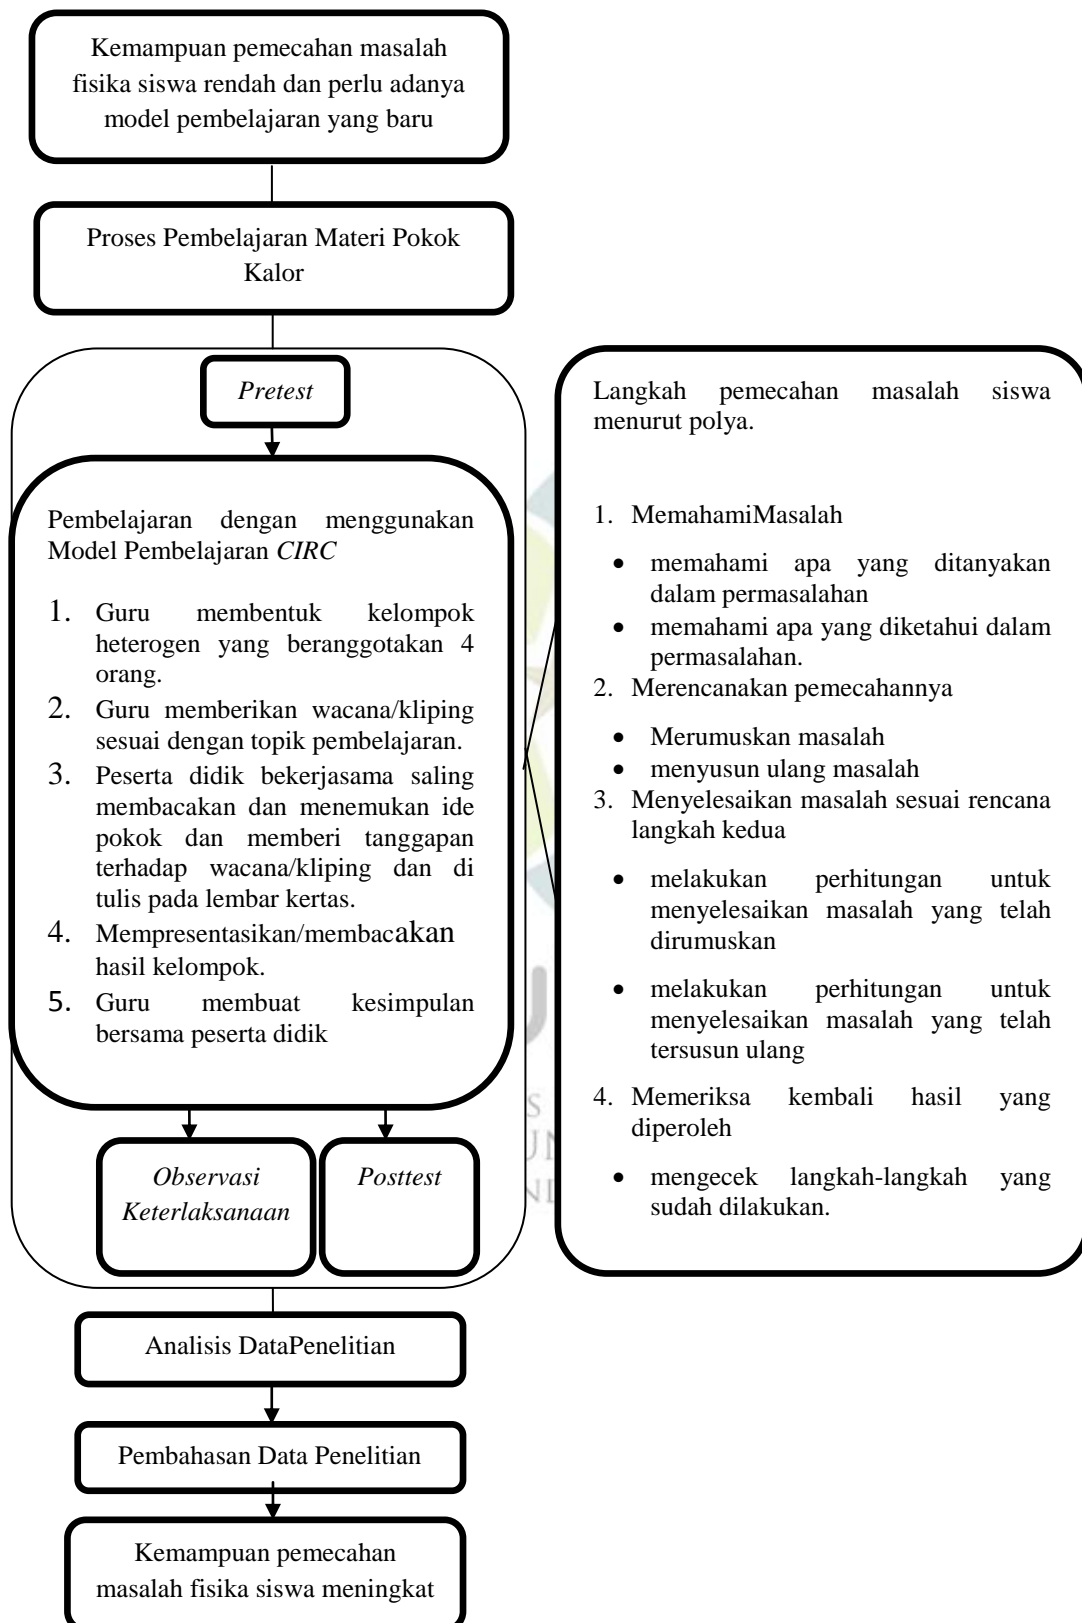 Kemampuan pemecahan masalah
fisika siswa rendah dan perlu adanya
model pembelajaran yang baru
Proses Pembelajaran Materi Pokok
Kalor
Pretest
Pembelajaran dengan menggunakan
Model Pembelajaran CIRC
1. Guru membentuk kelompok
heterogen yang beranggotakan 4
orang.
2. Guru memberikan wacana/kliping
sesuai dengan topik pembelajaran.
3. Peserta didik bekerjasama saling
membacakan dan menemukan ide
pokok dan memberi tanggapan
terhadap wacana/kliping dan di
tulis pada lembar kertas.
4. Mempresentasikan/membacakan
hasil kelompok.
5. Guru membuat kesimpulan
bersama peserta didik
Observasi
Keterlaksanaan
Posttest
Langkah pemecahan masalah siswa
menurut polya.
1. MemahamiMasalah
• memahami apa yang ditanyakan
dalam permasalahan
• memahami apa yang diketahui dalam
permasalahan.
2. Merencanakan pemecahannya
• Merumuskan masalah
• menyusun ulang masalah
3. Menyelesaikan masalah sesuai rencana
langkah kedua
• melakukan perhitungan untuk
menyelesaikan masalah yang telah
dirumuskan
• melakukan perhitungan untuk
menyelesaikan masalah yang telah
tersusun ulang
4. Memeriksa kembali hasil yang
diperoleh
• mengecek langkah-langkah yang
sudah dilakukan.
Analisis DataPenelitian
Pembahasan Data Penelitian
Kemampuan pemecahan
masalah fisika siswa meningkat